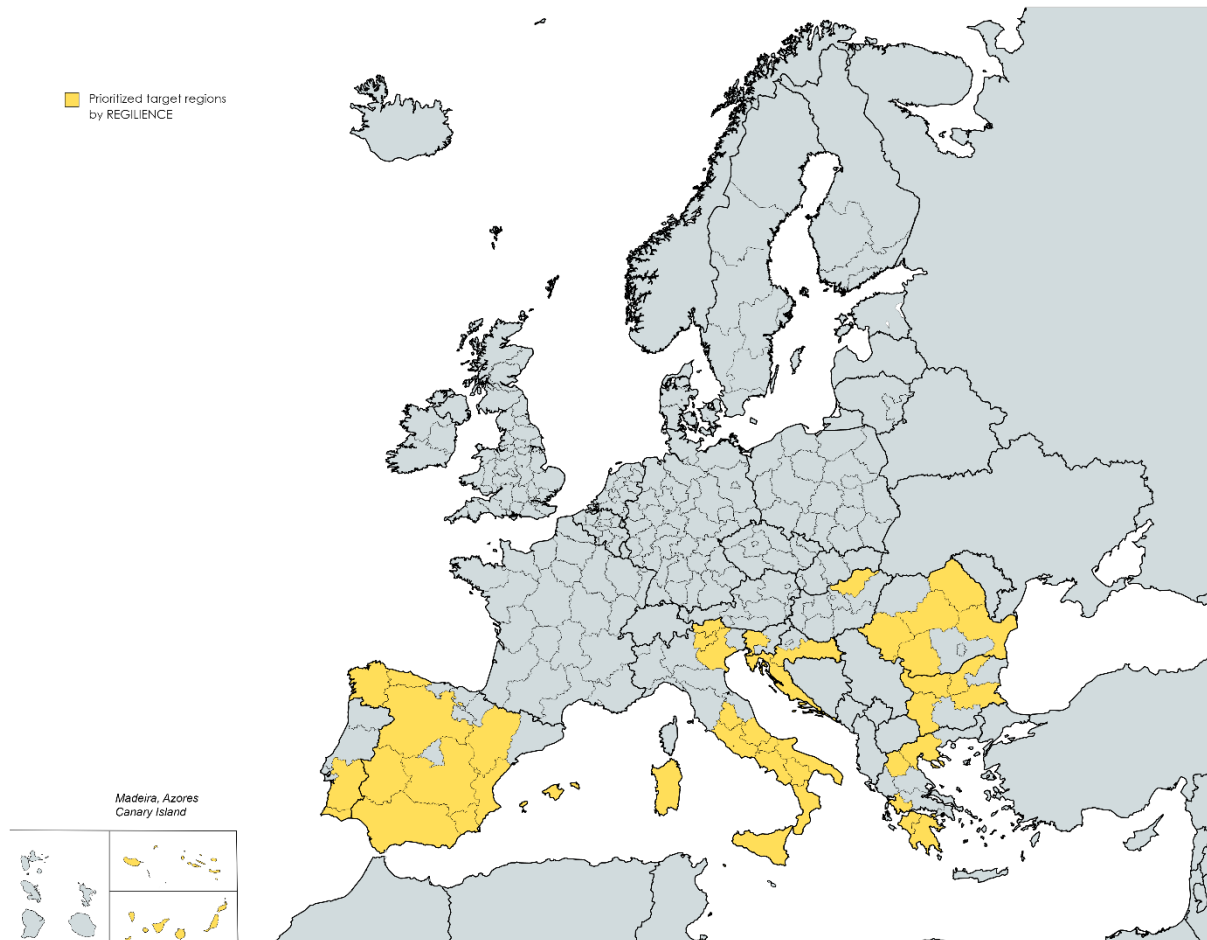 Prioritized target regions
by REGILIENCE
Madeira, Azores
Canary Island